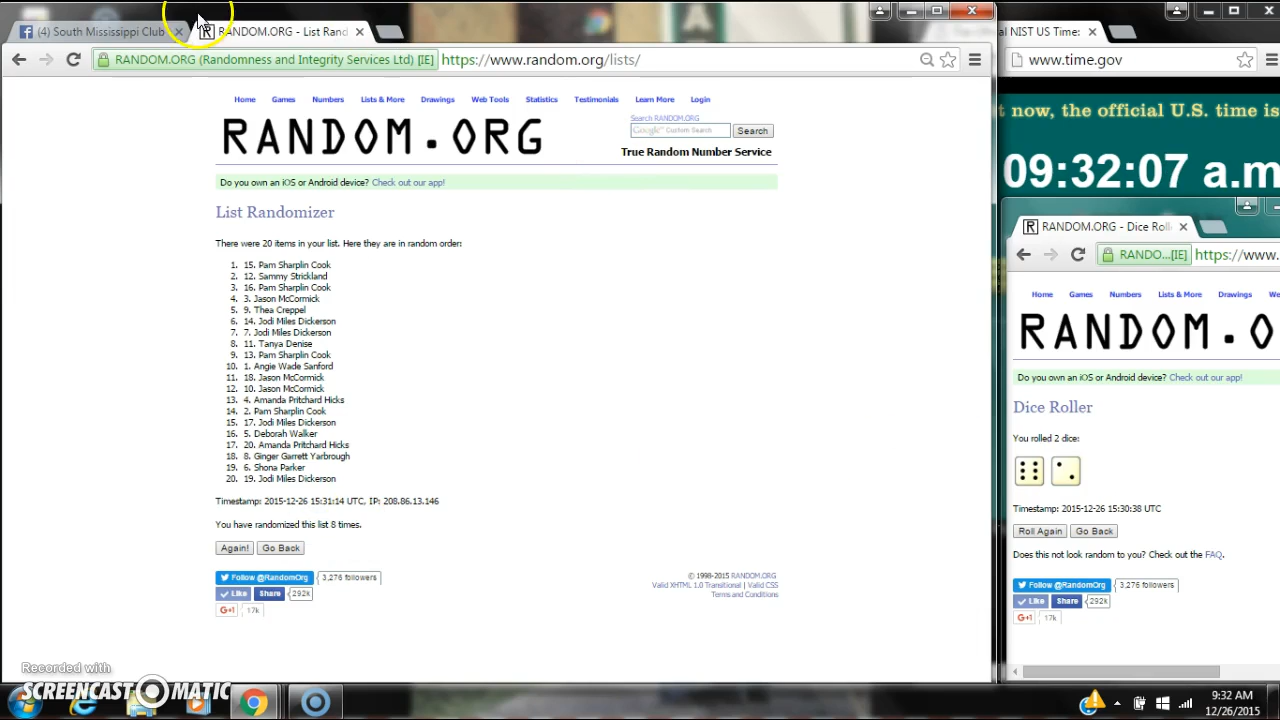 (4) South Mississippi Club
RANDOM.ORG - List Rand
RANDOM.ORG (Randomness and Integrity Services Ltd) [IE]
https://www.random.org/lists/
Home Games Numbers Lists & More Drawings Web Tools Statistics Testimonials Learn More Login
RANDOM.ORG
Search RANDOM.ORG
Google™ Custom Search
Search
True Random Number Service
Do you own an iOS or Android device? Check out our app!
List Randomizer
There were 20 items in your list. Here they are in random order:
1. 15. Pam Sharplin Cook
2. 12. Sammy Strickland
3. 16. Pam Sharplin Cook
4. 3. Jason McCormick
5. 9. Thea Creppel
6. 14. Jodi Miles Dickerson
7. 7. Jodi Miles Dickerson
8. 11. Tanya Denise
9. 13. Pam Sharplin Cook
10. 1. Angie Wade Sanford
11. 18. Jason McCormick
12. 10. Jason McCormick
13. 4. Amanda Pritchard Hicks
14. 2. Pam Sharplin Cook
15. 17. Jodi Miles Dickerson
16. 5. Deborah Walker
17. 20. Amanda Pritchard Hicks
18. 8. Ginger Garrett Yarbrough
19. 6. Shona Parker
20. 19. Jodi Miles Dickerson
Timestamp: 2015-12-26 15:31:14 UTC, IP: 208.86.13.146
You have randomized this list 8 times.
Again! Go Back
Follow @RandomOrg 3,276 followers
Like Share 292k
G+1 17k
© 1998-2015 RANDOM.ORG
Valid XHTML 1.0 Transitional | Valid CSS
Terms and Conditions
NIST US Time:
www.time.gov
t now, the official U.S. time is
09:32:07 a.m
RANDOM.ORG - Dice Roll
RANDO...[IE]
https://www.
Home Games Numbers Lists & More Drawings We
RANDOM.O
Do you own an iOS or Android device? Check out our app!
Dice Roller
You rolled 2 dice:
Timestamp: 2015-12-26 15:30:38 UTC
Roll Again Go Back
Does this not look random to you? Check out the FAQ.
Follow @RandomOrg 3,276 followers
Like Share 292k
G+1 17k
Recorded with
SCREENCAST-O-MATIC
9:32 AM
12/26/2015